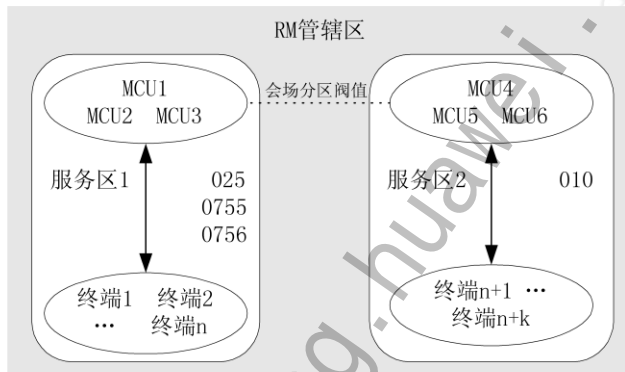 RM管辖区
MCU1
MCU2 MCU3
会场分区阀值
MCU4
MCU5 MCU6
服务区1
025
0755
0756
服务区2
010
终端1 终端2
… 终端n
终端n+1 …
终端n+k
g.huawei.